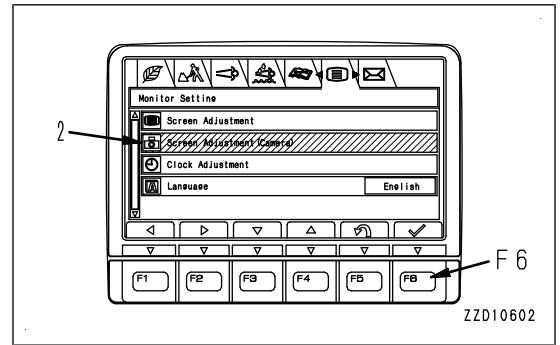 Monitor Setting
Screen Adjustment
2
Screen Adjustment(Camera)
Clock Adjustment
A Language English
F1 F2 F3 F4 F5 F6
F6
ZZD10602